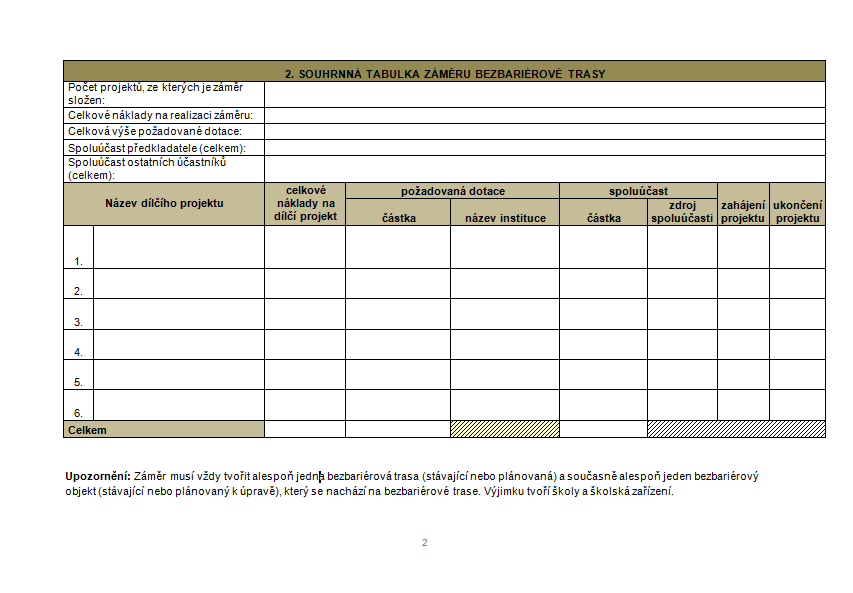 2. SOUHRNNÁ TABULKA ZÁMĚRU BEZBARIÉROVÉ TRASY
Počet projektů, ze kterých je záměr
složen:
Celkové náklady na realizaci záměru:
Celková výše požadované dotace:
Spoluúčast předkladatele (celkem):
Spoluúčast ostatních účastníků
(celkem):
Název dílčího projektu
celkové
náklady na
dílčí projekt
požadovaná dotace
částka
název instituce
spoluúčast
částka
zdroj
spoluúčasti
zahájení
projektu
ukončení
projektu
1.
2.
3.
4.
5.
6.
Celkem
Upozornění: Záměr musí vždy tvořit alespoň jedna bezbariérová trasa (stávající nebo plánovaná) a současně alespoň jeden bezbariérový
objekt (stávající nebo plánovaný k úpravě), který se nachází na bezbariérové trase. Výjimku tvoří školy a školská zařízení.
2